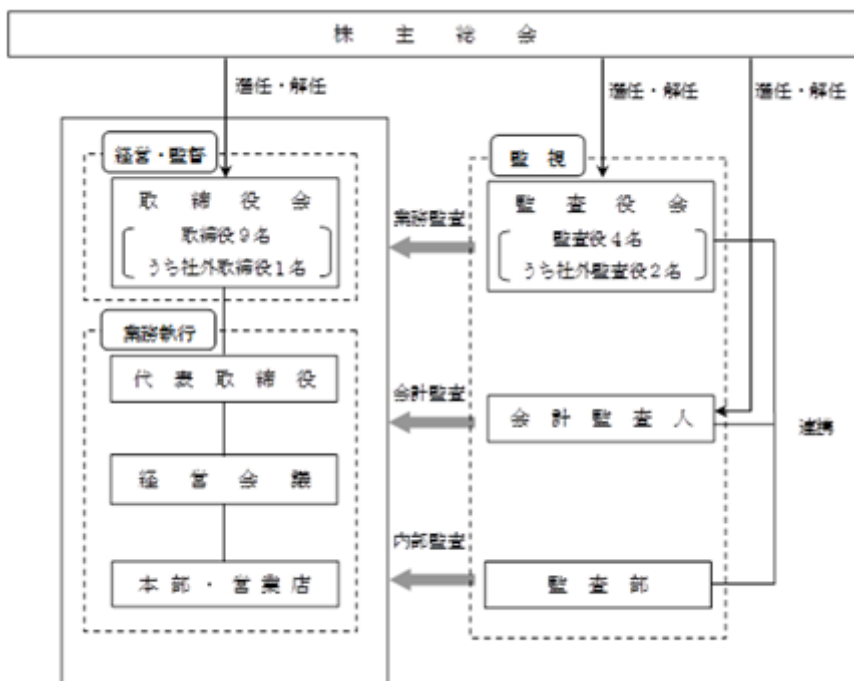 株主総会
選任・解任
選任・解任
選任・解任
経営・監督
取締役会
取締役9名
うち社外取締役1名
業務監査
監視
監査役会
監査役4名
うち社外監査役2名
業務執行
代表取締役
会計監査
会計監査人
連携
経営会議
内部監査
本部・営業店
監査部